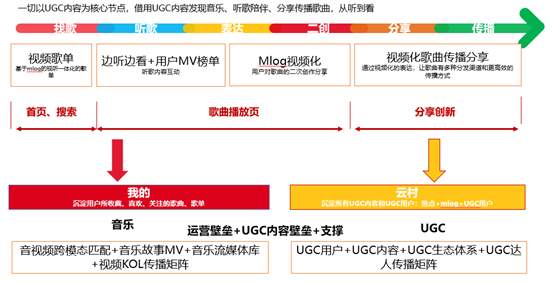 一切以UGC内容为核心节点，借用UGC内容发现音乐、听歌陪伴、分享传播歌曲，从听到看
找歌
听歌
表达
二创
分享
传播
视频歌单
基于mlog的视听一体化的歌
单
边听边看+用户MV榜单
听歌内容互动
Mlog视频化
用户对歌曲的二次创作分享
视频化歌曲传播分享
通过视频化的表达，让歌曲有多种分发渠道和更高效的
传播方式
首页、搜索
歌曲播放页
分享创新
我的
沉淀用户所收藏、喜欢、关注的歌曲、歌单
云村
沉淀所有UGC内容和UGC用户：热点+mlog+UGC用户
音乐
运营壁垒+UGC内容壁垒+支撑
UGC
音视频跨模态匹配+音乐故事MV+音乐流媒体库
+视频KOL传播矩阵
UGC用户+UGC内容+UGC生态体系+UGC达
人传播矩阵